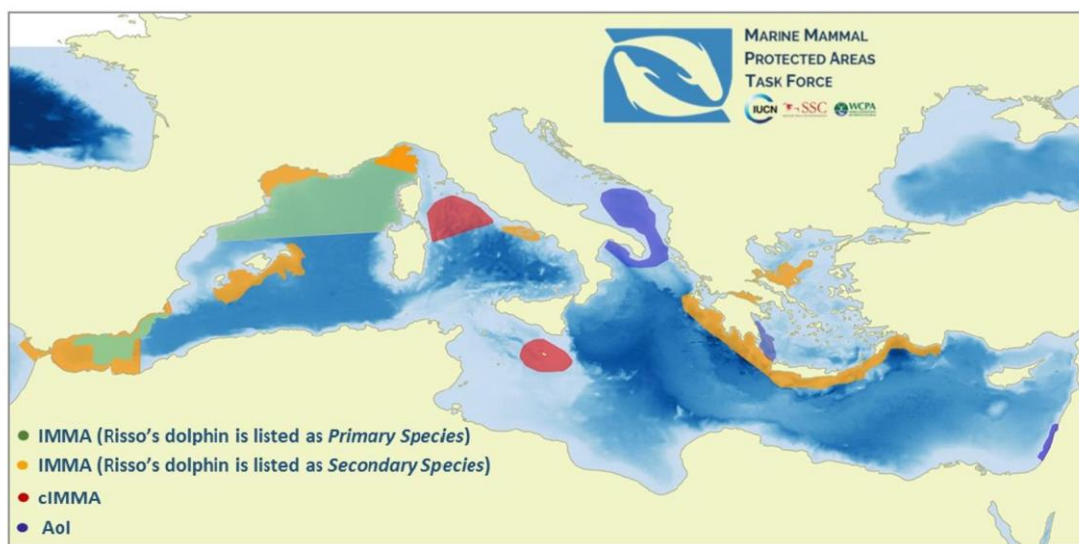 MARINE MAMMAL
PROTECTED AREAS
TASK FORCE
IUCN SSC WCPA
IMMA (Risso's dolphin is listed as Primary Species)
IMMA (Risso's dolphin is listed as Secondary Species)
cIMMA
AoI